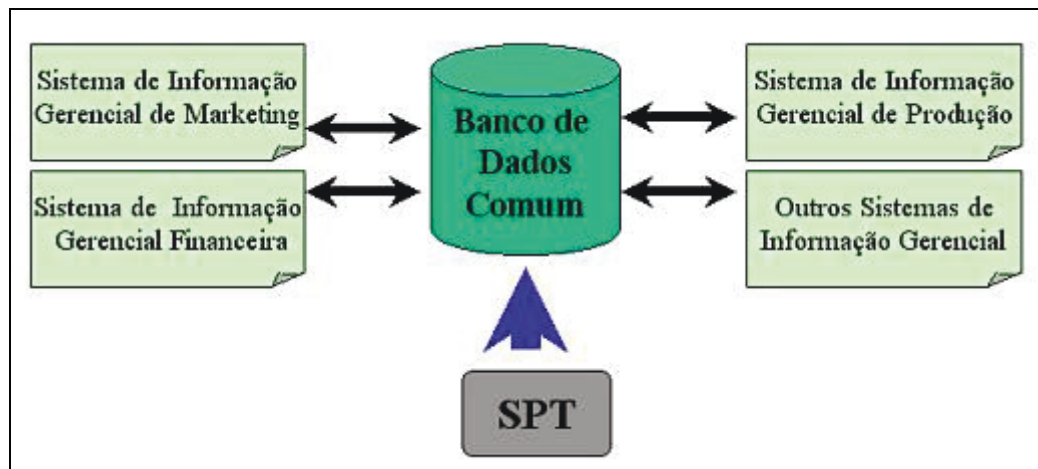 Sistema de Informação
Gerencial de Marketing
Sistema de Informação
Gerencial Financeira
Banco de
Dados
Comum
Sistema de Informação
Gerencial de Produção
Outros Sistemas de
Informação Gerencial
SPT